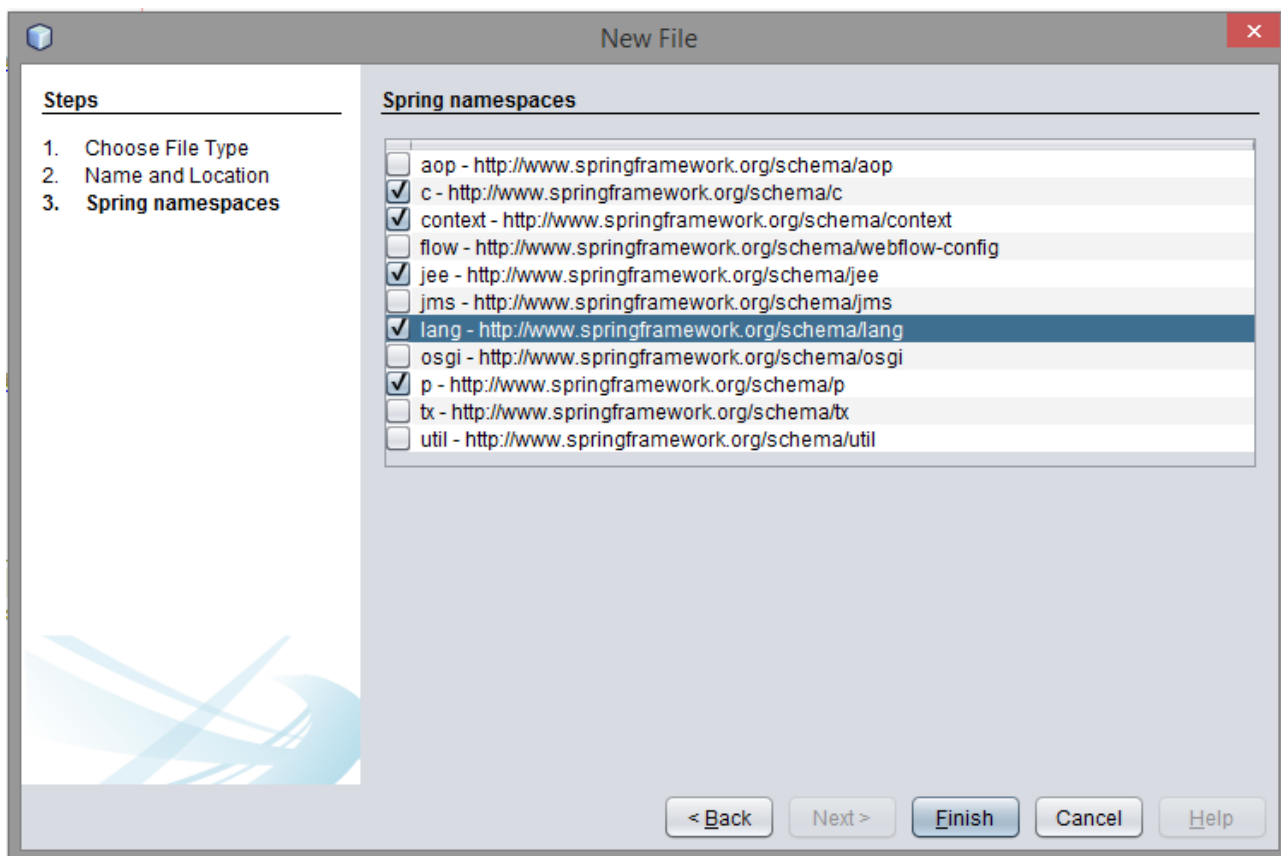 New File
Steps
1. Choose File Type
2. Name and Location
3. Spring namespaces
Spring namespaces
aop - http://www.springframework.org/schema/aop
c - http://www.springframework.org/schema/c
context - http://www.springframework.org/schema/context
flow - http://www.springframework.org/schema/webflow-config
jee - http://www.springframework.org/schema/jee
jms - http://www.springframework.org/schema/jms
lang - http://www.springframework.org/schema/lang
osgi - http://www.springframework.org/schema/osgi
p - http://www.springframework.org/schema/p
tx - http://www.springframework.org/schema/tx
util - http://www.springframework.org/schema/util
< Back Next > Finish Cancel Help